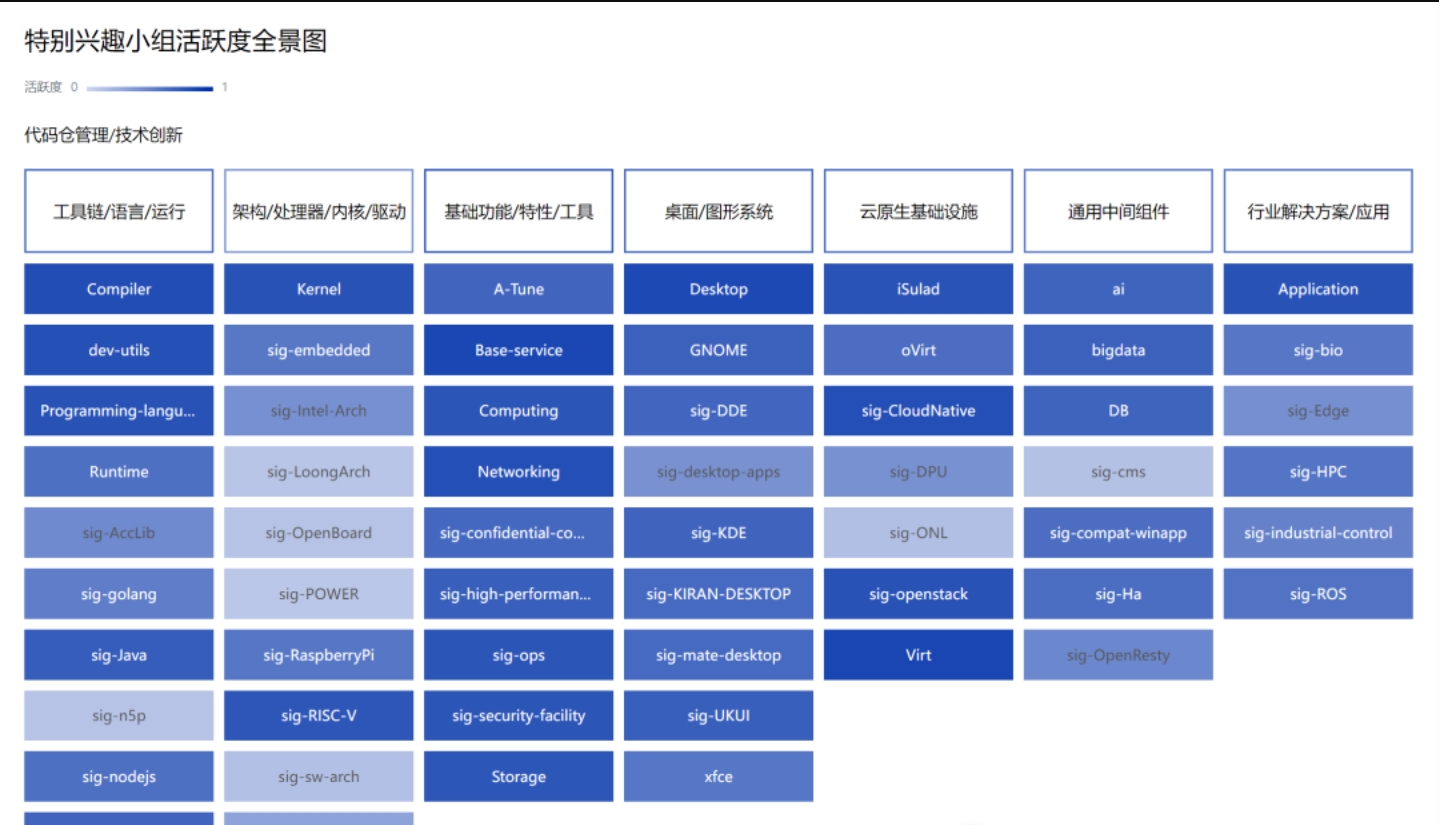 特别兴趣小组活跃度全景图
活跃度 0 1
代码仓管理/技术创新
工具链/语言/运行 架构/处理器/内核/驱动 基础功能/特性/工具 桌面/图形系统 云原生基础设施 通用中间组件 行业解决方案/应用
Compiler Kernel A-Tune Desktop iSulad ai Application
dev-utils sig-embedded Base-service GNOME oVirt bigdata sig-bio
Programming-langu... sig-Intel-Arch Computing sig-DDE sig-CloudNative DB sig-Edge
Runtime sig-LoongArch Networking sig-desktop-apps sig-DPU sig-cms sig-HPC
sig-AccLib sig-OpenBoard sig-confidential-co... sig-KDE sig-ONL sig-compat-winapp sig-industrial-control
sig-golang sig-POWER sig-high-performan... sig-KIRAN-DESKTOP sig-openstack sig-Ha sig-ROS
sig-Java sig-RaspberryPi sig-ops sig-mate-desktop Virt sig-OpenResty
sig-n5p sig-RISC-V sig-security-facility sig-UKUI
sig-nodejs sig-sw-arch Storage xfce